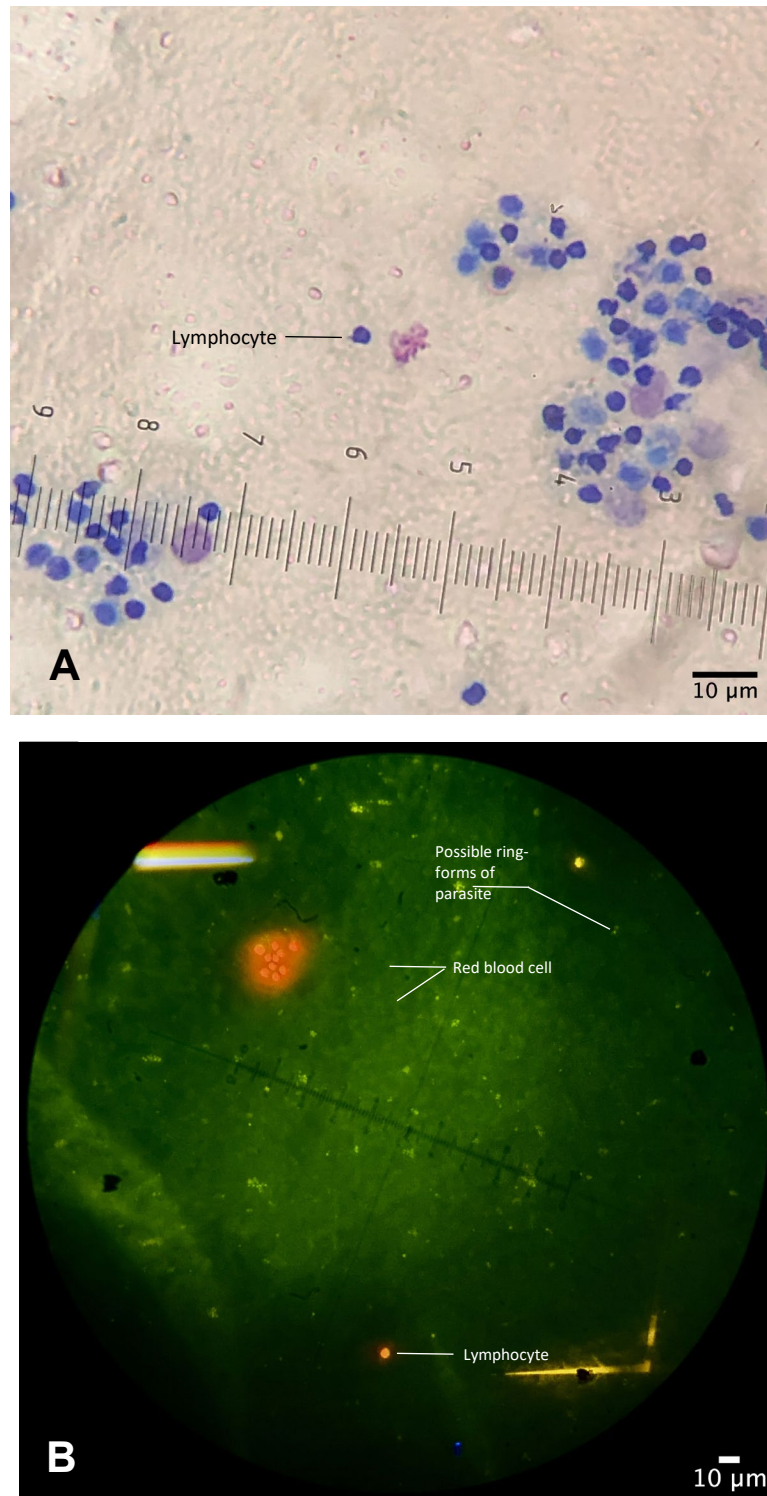 Lymphocyte
9
8
7
6
5
4
3
A
10 µm
Possible ring-
forms of
parasite
Red blood cell
Lymphocyte
B
10 µm